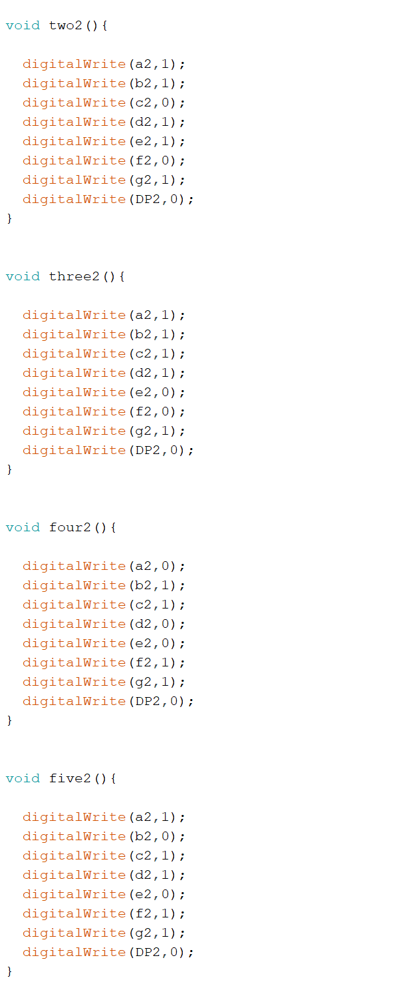 void two2(){
digitalWrite(a2,1);
digitalWrite(b2,1);
digitalWrite(c2,0);
digitalWrite(d2,1);
digitalWrite(e2,1);
digitalWrite(f2,0);
digitalWrite(g2,1);
digitalWrite(DP2,0);
}
void three2(){
digitalWrite(a2,1);
digitalWrite(b2,1);
digitalWrite(c2,1);
digitalWrite(d2,1);
digitalWrite(e2,0);
digitalWrite(f2,0);
digitalWrite(g2,1);
digitalWrite(DP2,0);
}
void four2(){
digitalWrite(a2,0);
digitalWrite(b2,1);
digitalWrite(c2,1);
digitalWrite(d2,0);
digitalWrite(e2,0);
digitalWrite(f2,1);
digitalWrite(g2,1);
digitalWrite(DP2,0);
}
void five2(){
digitalWrite(a2,1);
digitalWrite(b2,0);
digitalWrite(c2,1);
digitalWrite(d2,1);
digitalWrite(e2,0);
digitalWrite(f2,1);
digitalWrite(g2,1);
digitalWrite(DP2,0);
}